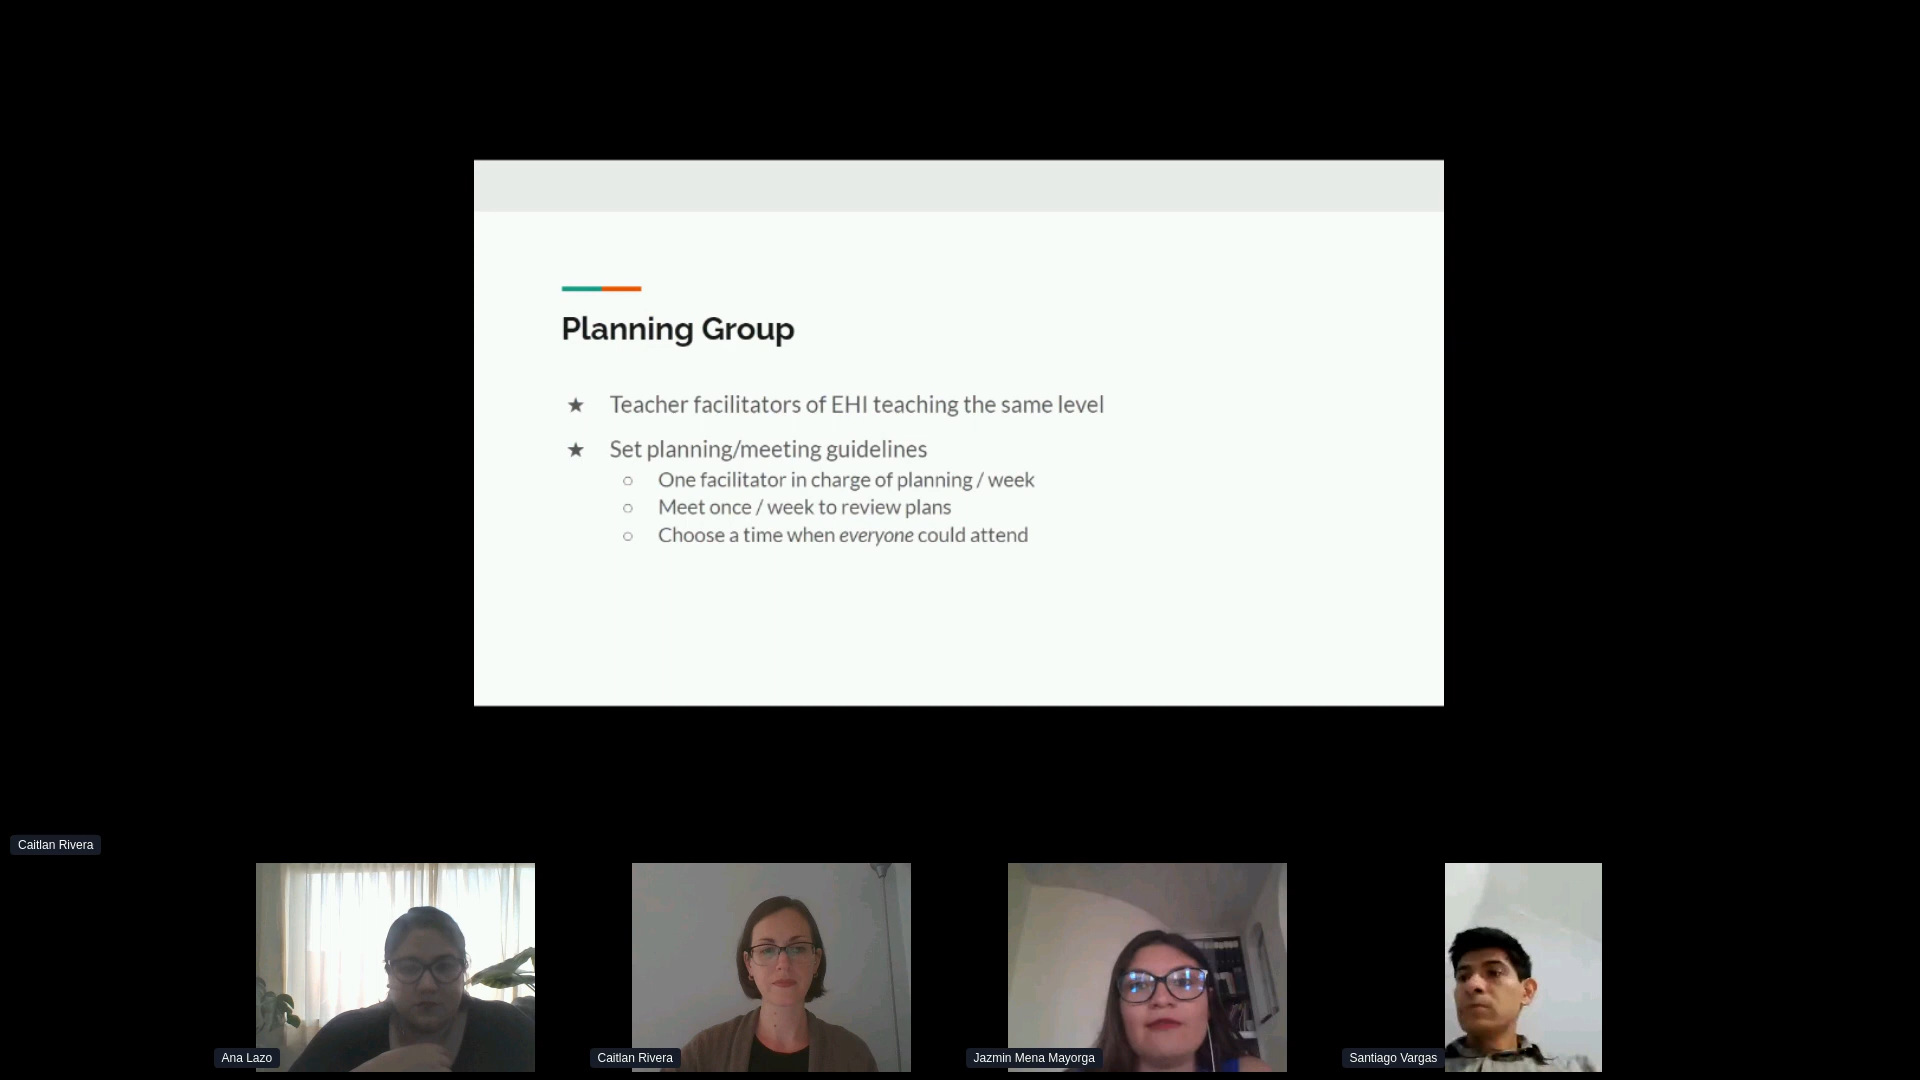 Planning Group
★ Teacher facilitators of EHI teaching the same level
★ Set planning/meeting guidelines
○ One facilitator in charge of planning / week
○ Meet once / week to review plans
○ Choose a time when everyone could attend
Caitlan Rivera
Ana Lazo
Caitlan Rivera
Jazmin Mena Mayorga
Santiago Vargas